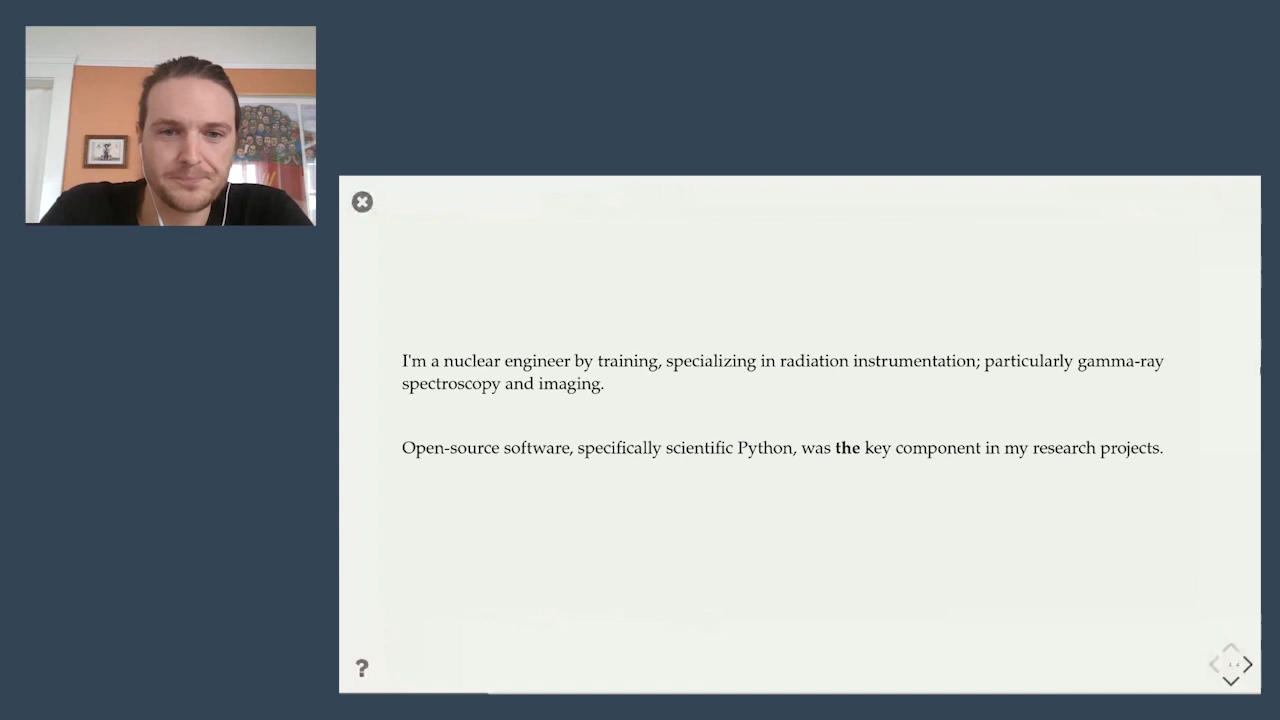 I'm a nuclear engineer by training, specializing in radiation instrumentation; particularly gamma-ray
spectroscopy and imaging.
Open-source software, specifically scientific Python, was the key component in my research projects.
?